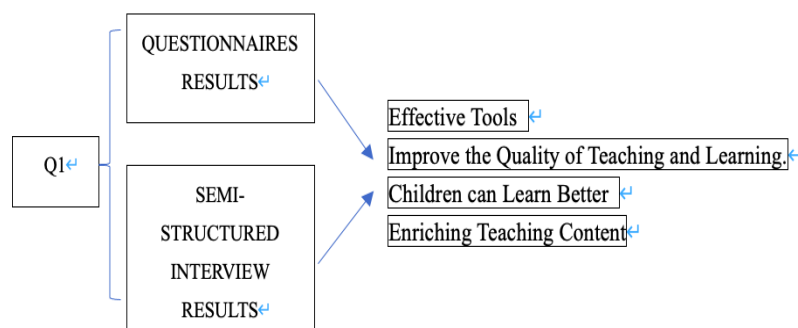 Q1
QUESTIONNAIRES
RESULTS
SEMI-
STRUCTURED
INTERVIEW
RESULTS
Effective Tools
Improve the Quality of Teaching and Learning.
Children can Learn Better
Enriching Teaching Content